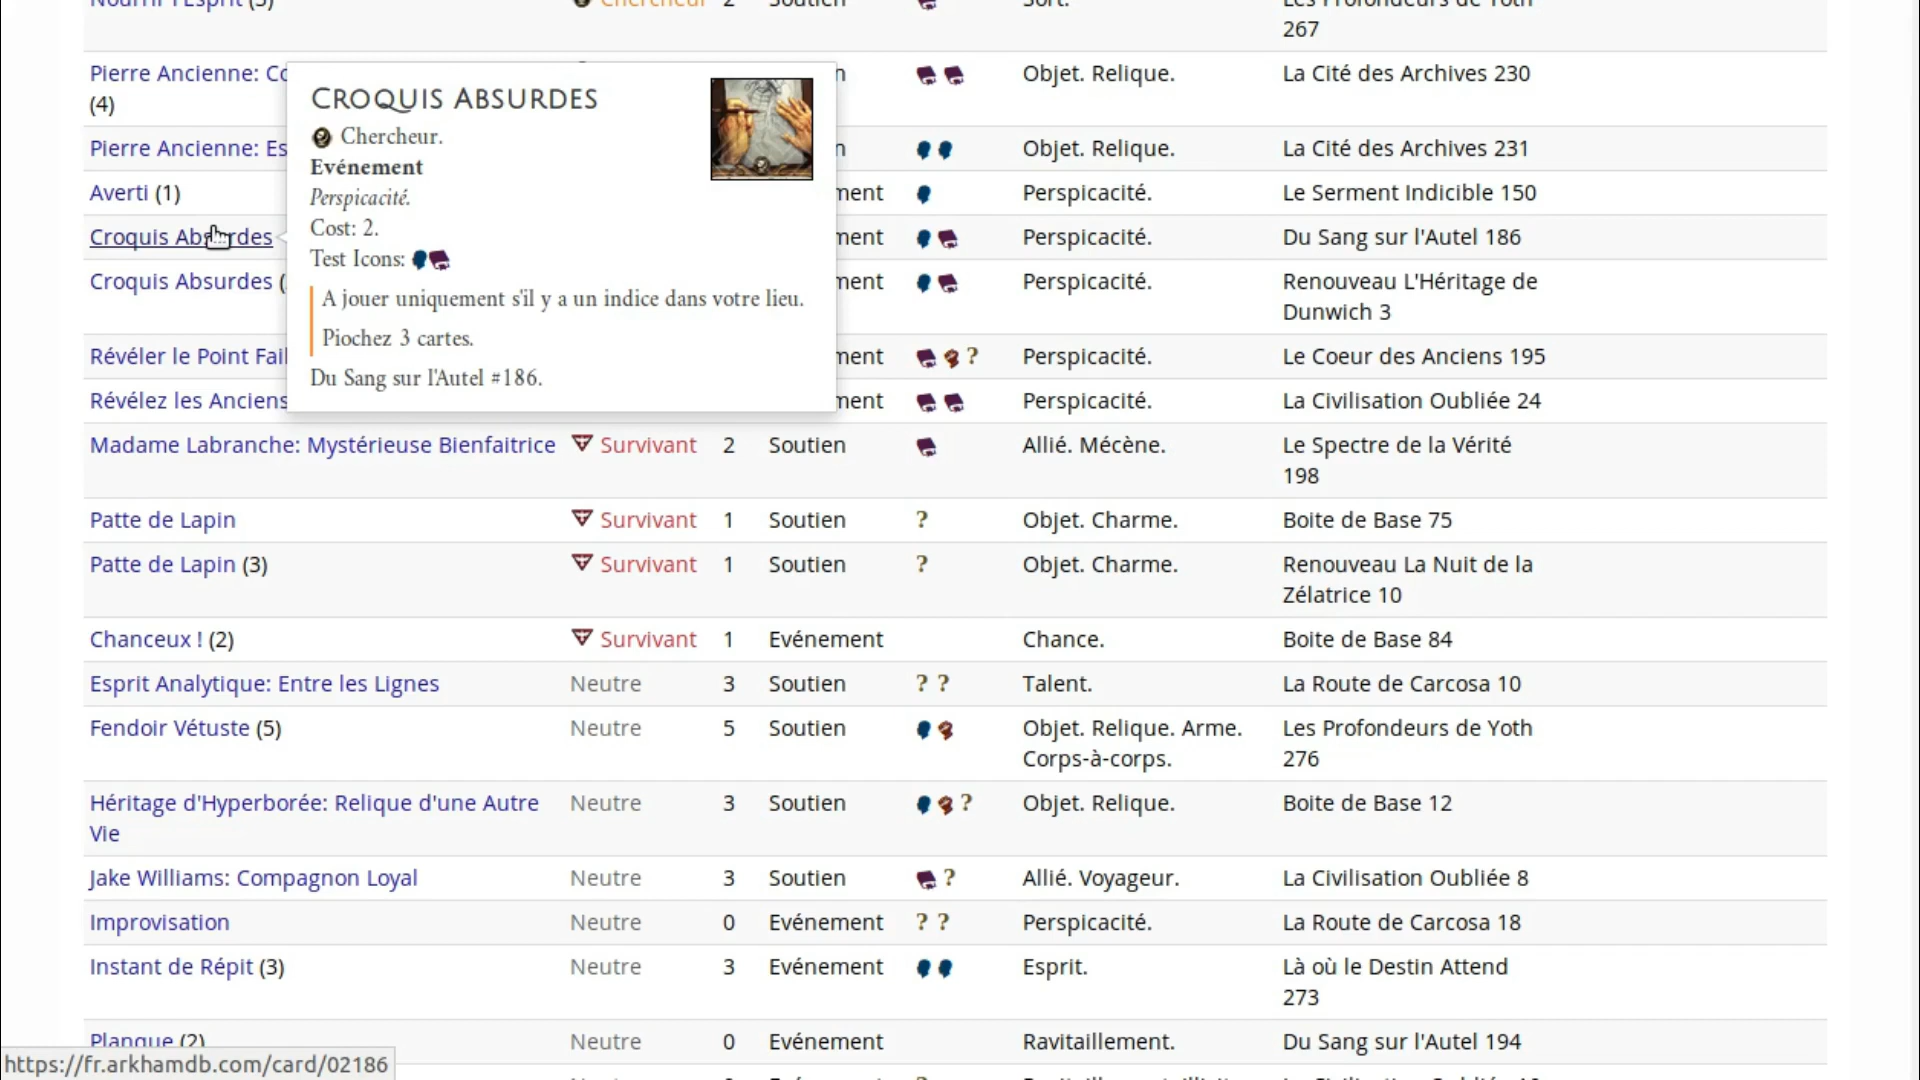 Nourrir l'Esprit (3) Chercheur 2 Soutien Sort. Les Profondeurs de Yoth
267
Pierre Ancienne: Objet. Relique. La Cité des Archives 230
(4)
Pierre Ancienne: Objet. Relique. La Cité des Archives 231
Averti (1) Perspicacité. Le Serment Indicible 150
Croquis Absurdes Perspicacité. Du Sang sur l'Autel 186
Croquis Absurdes Perspicacité. Renouveau L'Héritage de
Dunwich 3
Révéler le Point Perspicacité. Le Coeur des Anciens 195
Révélez les Anciens Perspicacité. La Civilisation Oubliée 24
Croquis Absurdes
Chercheur.
Evénement
Perspicacité.
Cost: 2.
Test Icons:
A jouer uniquement s'il y a un indice dans votre lieu.
Piochez 3 cartes.
Du Sang sur l'Autel #186.
Madame Labranche: Mystérieuse Bienfaitrice Survivant 2 Soutien Allié. Mécène. Le Spectre de la Vérité
198
Patte de Lapin Survivant 1 Soutien ? Objet. Charme. Boite de Base 75
Patte de Lapin (3) Survivant 1 Soutien ? Objet. Charme. Renouveau La Nuit de la
Zélatrice 10
Chanceux ! (2) Survivant 1 Evénement Chance. Boite de Base 84
Esprit Analytique: Entre les Lignes Neutre 3 Soutien ? ? Talent. La Route de Carcosa 10
Fendoir Vétuste (5) Neutre 5 Soutien Objet. Relique. Arme. Les Profondeurs de Yoth
Corps-à-corps. 276
Héritage d'Hyperborée: Relique d'une Autre Neutre 3 Soutien ? Objet. Relique. Boite de Base 12
Vie
Jake Williams: Compagnon Loyal Neutre 3 Soutien ? Allié. Voyageur. La Civilisation Oubliée 8
Improvisation Neutre 0 Evénement ? ? Perspicacité. La Route de Carcosa 18
Instant de Répit (3) Neutre 3 Evénement Esprit. Là où le Destin Attend
273
Planque (2) Neutre 0 Evénement Ravitaillement. Du Sang sur l'Autel 194
https://fr.arkhamdb.com/card/02186